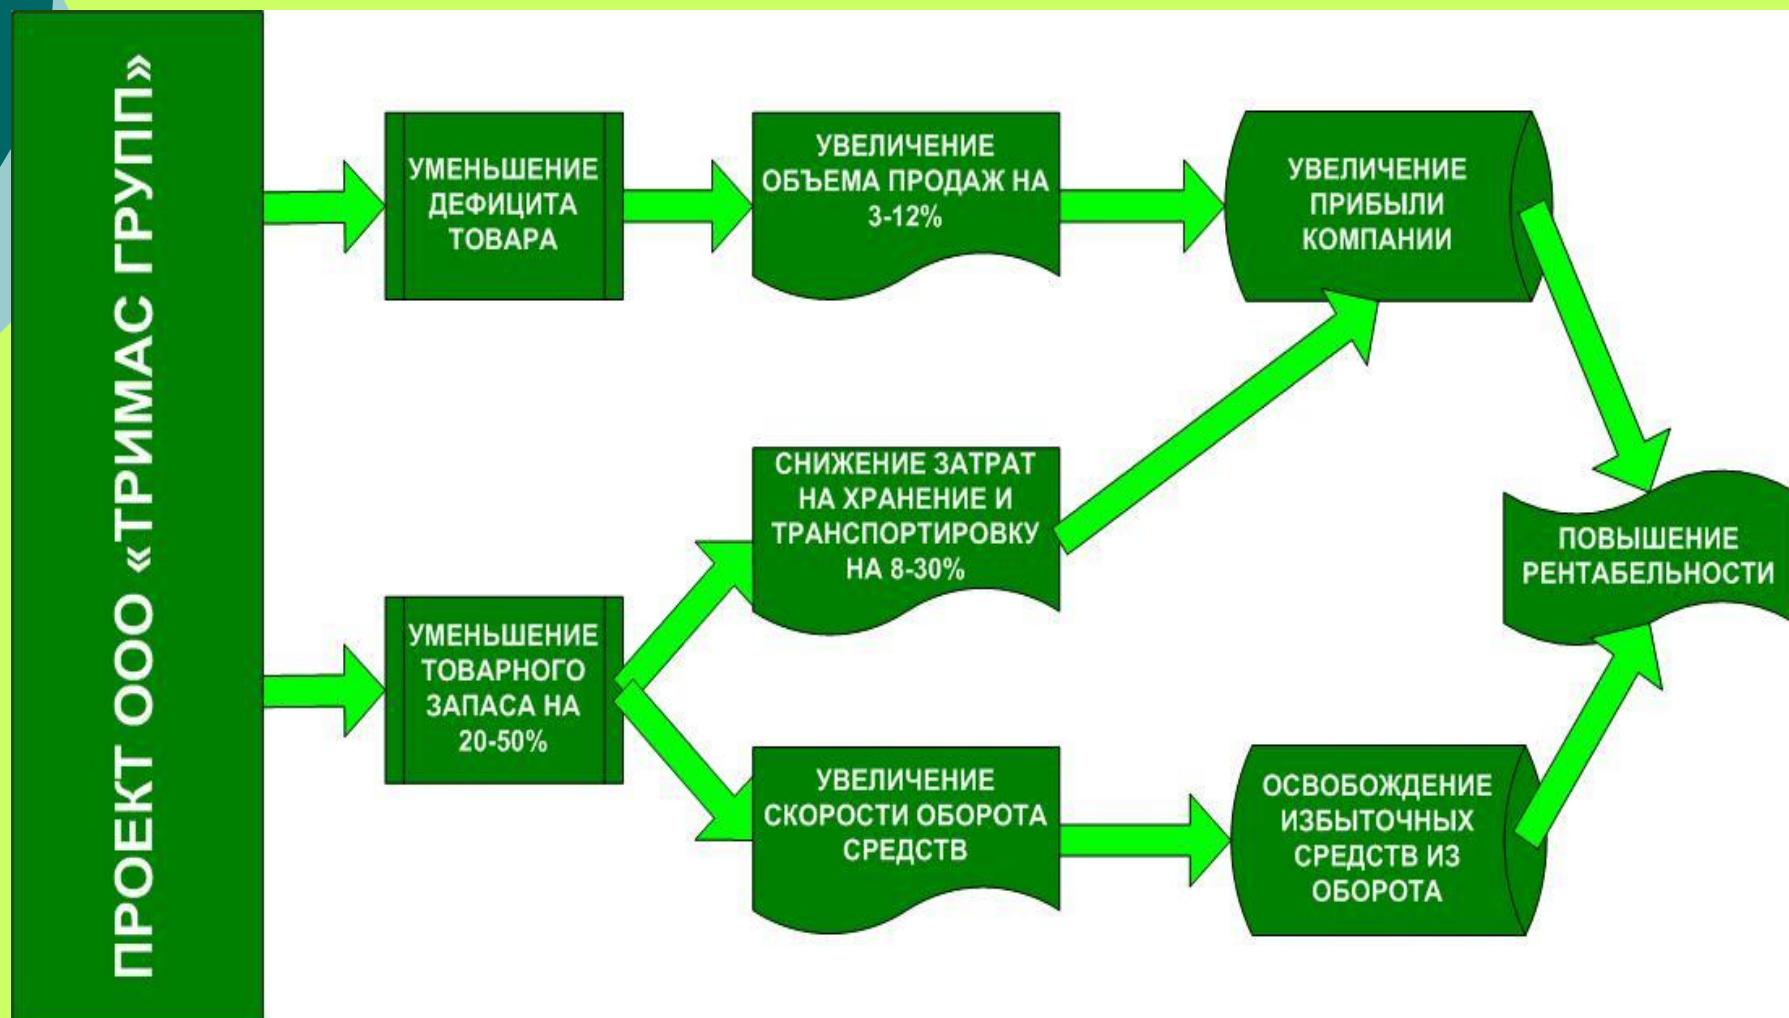 ПРОЕКТ ООО «ТРИМАС ГРУПП»
УМЕНЬШЕНИЕ
ДЕФИЦИТА
ТОВАРА
УВЕЛИЧЕНИЕ
ОБЪЕМА ПРОДАЖ НА
3-12%
УВЕЛИЧЕНИЕ
ПРИБЫЛИ
КОМПАНИИ
СНИЖЕНИЕ ЗАТРАТ
НА ХРАНЕНИЕ И
ТРАНСПОРТИРОВКУ
НА 8-30%
ПОВЫШЕНИЕ
РЕНТАБЕЛЬНОСТИ
УМЕНЬШЕНИЕ
ТОВАРНОГО
ЗАПАСА НА
20-50%
УВЕЛИЧЕНИЕ
СКОРОСТИ ОБОРОТА
СРЕДСТВ
ОСВОБОЖДЕНИЕ
ИЗБЫТОЧНЫХ
СРЕДСТВ ИЗ
ОБОРОТА